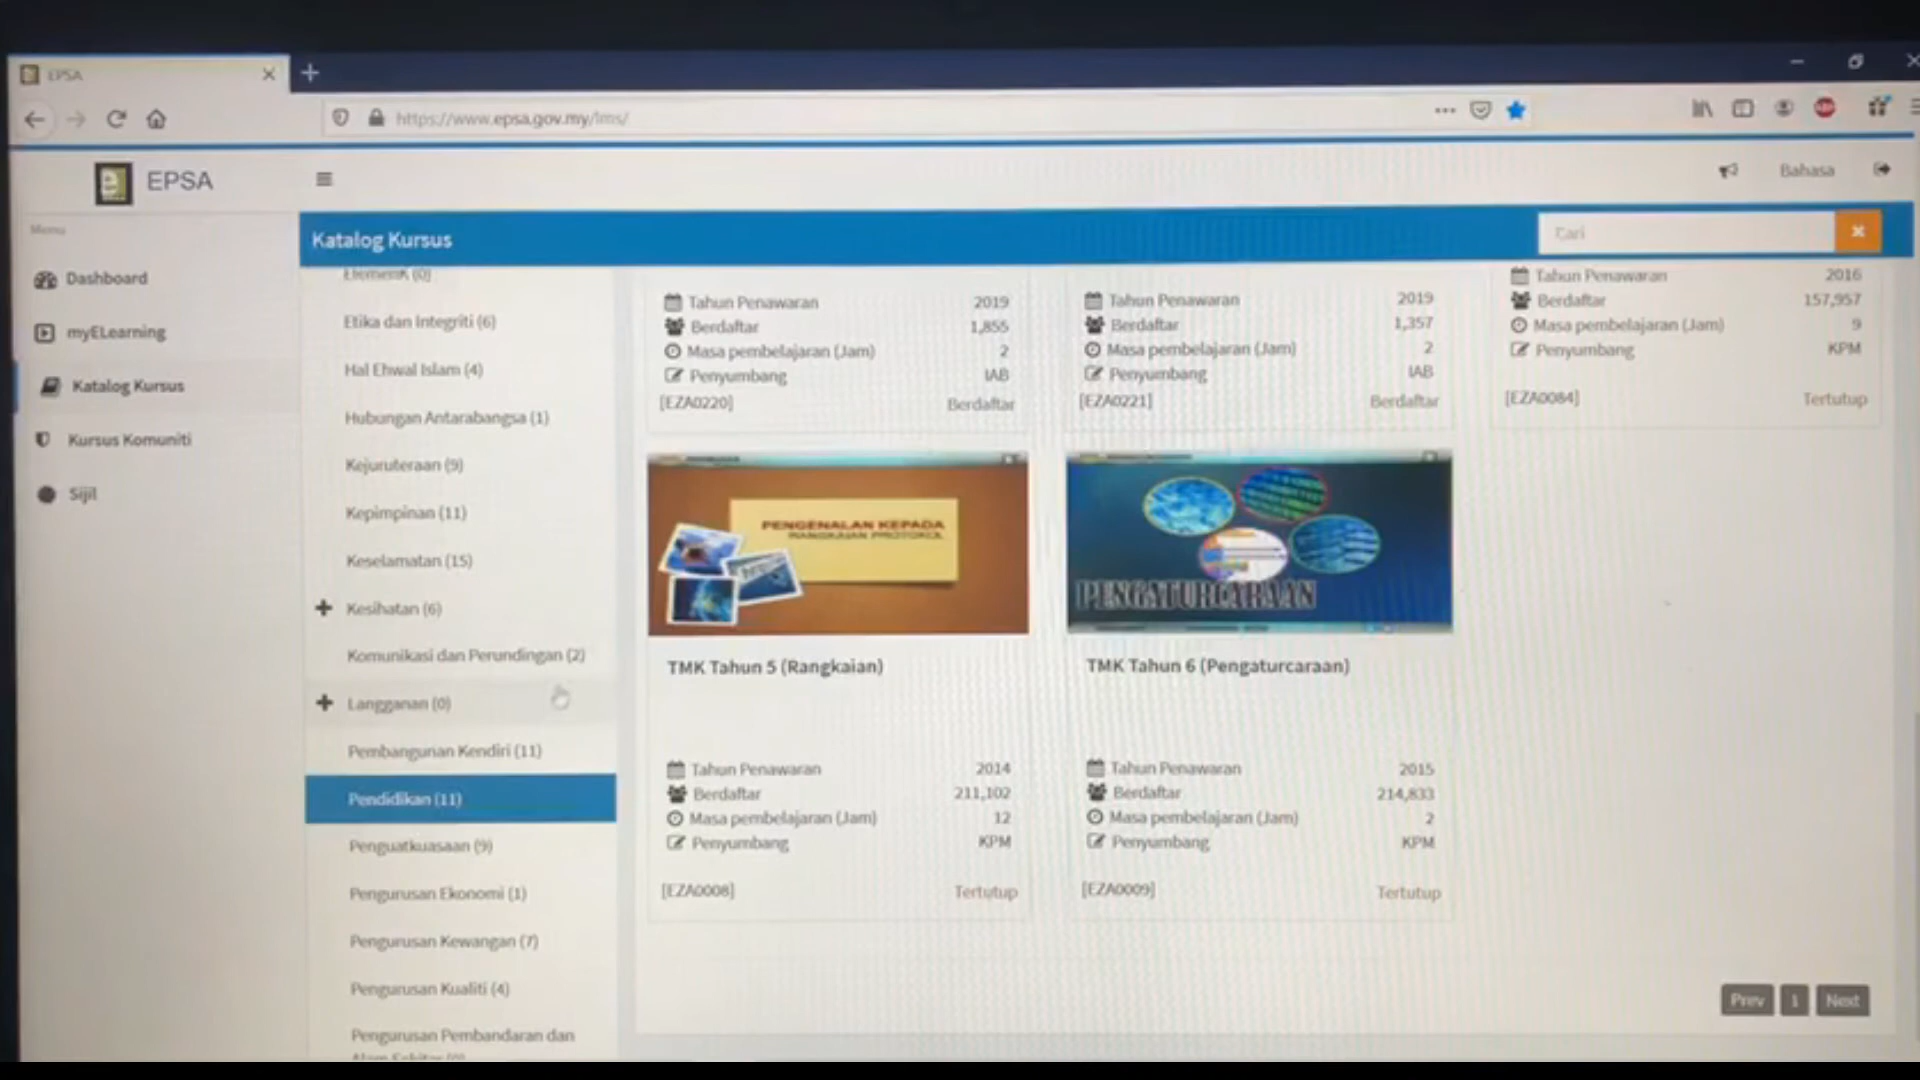 EPSA
https://www.epsa.gov.my/lms/
EPSA
Bahasa
Menu
Dashboard
myELearning
Katalog Kursus
Kursus Komuniti
Sijil
Katalog Kursus
Cari
ElemenK (0)
Etika dan Integriti (6)
Hal Ehwal Islam (4)
Hubungan Antarabangsa (1)
Kejuruteraan (9)
Kepimpinan (11)
Keselamatan (15)
Kesihatan (6)
Komunikasi dan Perundingan (2)
Langganan (0)
Pembangunan Kendiri (11)
Pendidikan (11)
Penguatkuasaan (9)
Pengurusan Ekonomi (1)
Pengurusan Kewangan (7)
Pengurusan Kualiti (4)
Pengurusan Pembandaran dan
Tahun Penawaran 2019
Berdaftar 1,855
Masa pembelajaran (Jam) 2
Penyumbang IAB
[EZA0220] Berdaftar
Tahun Penawaran 2019
Berdaftar 1,357
Masa pembelajaran (Jam) 2
Penyumbang IAB
[EZA0221] Berdaftar
Tahun Penawaran 2016
Berdaftar 157,957
Masa pembelajaran (Jam) 9
Penyumbang KPM
[EZA0084] Tertutup
PENGENALAN KEPADA
RANGKAIAN PROTOKOL
TMK Tahun 5 (Rangkaian)
Tahun Penawaran 2014
Berdaftar 211,102
Masa pembelajaran (Jam) 12
Penyumbang KPM
[EZA0008] Tertutup
PENGATURCARAAN
TMK Tahun 6 (Pengaturcaraan)
Tahun Penawaran 2015
Berdaftar 214,833
Masa pembelajaran (Jam) 2
Penyumbang KPM
[EZA0009] Tertutup
Prev 1 Next